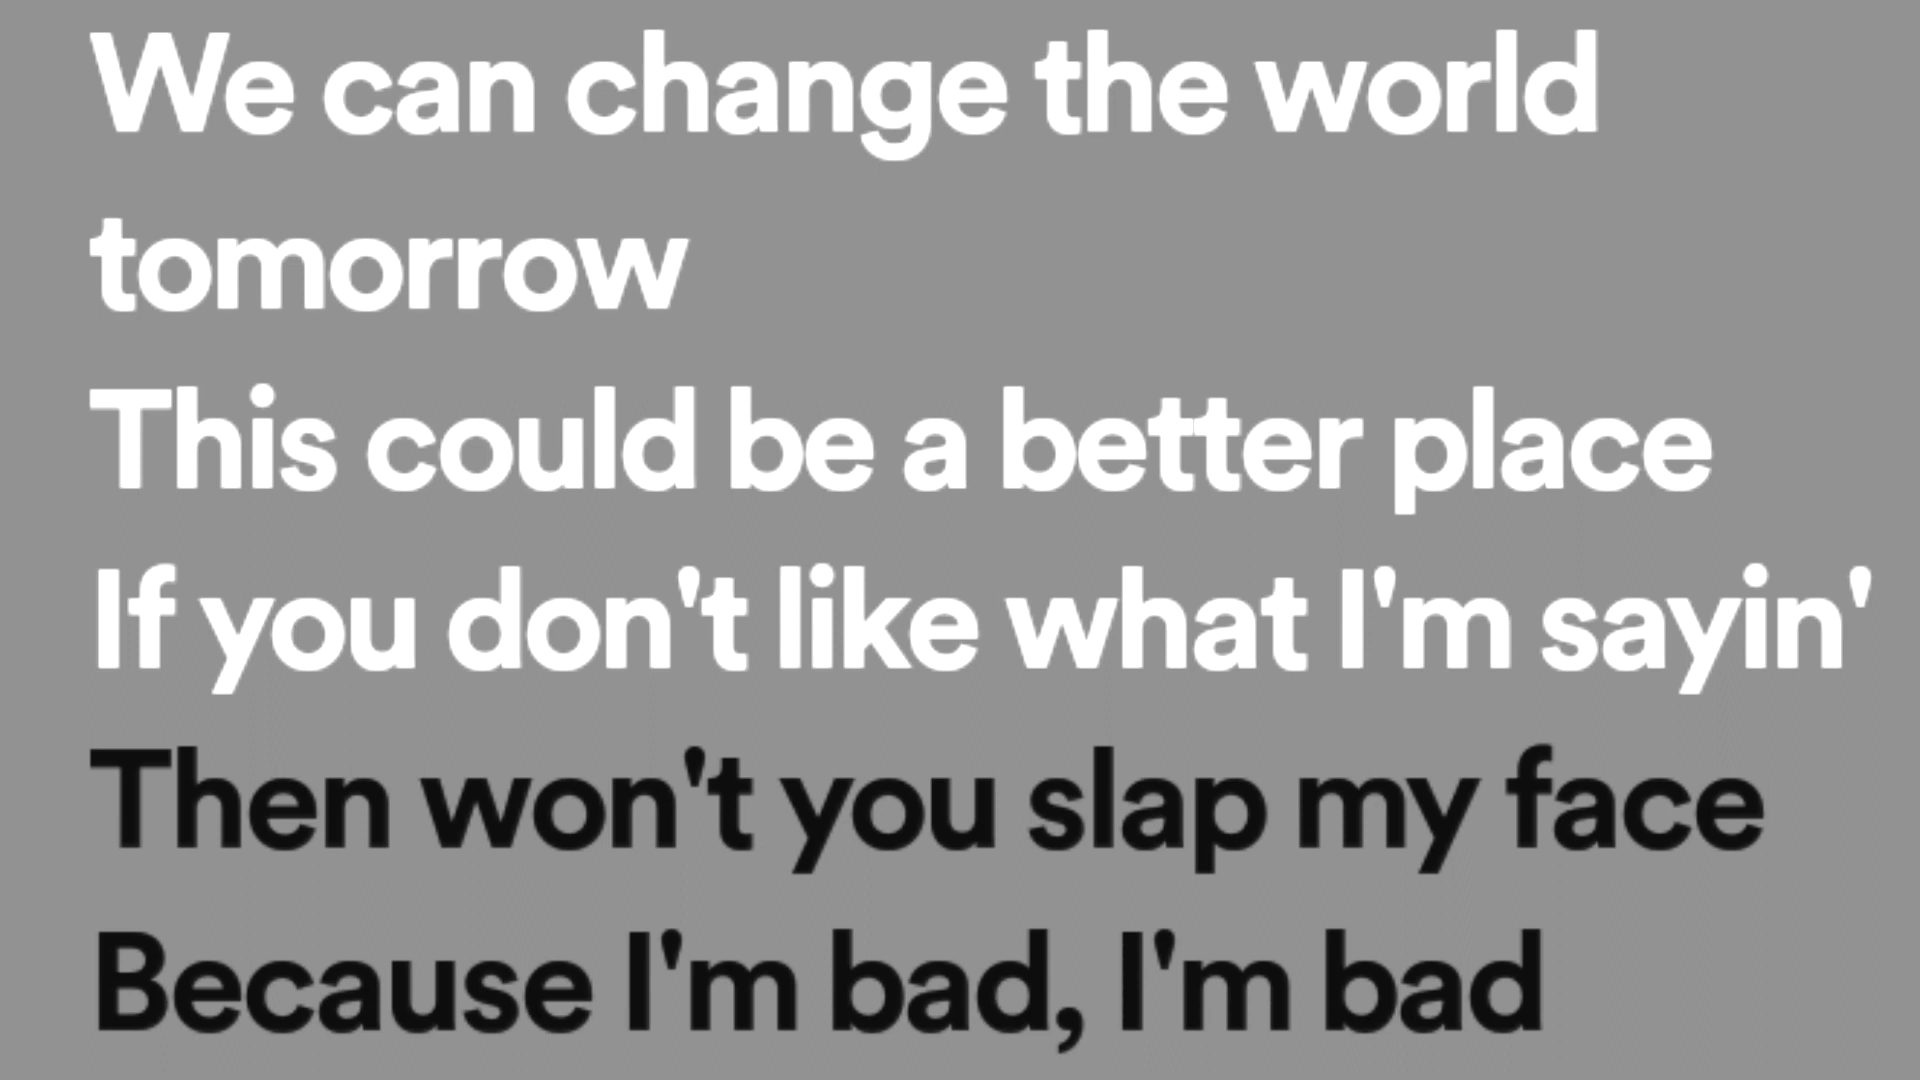 We can change the world
tomorrow
This could be a better place
If you don't like what I'm sayin'
Then won't you slap my face
Because I'm bad, I'm bad